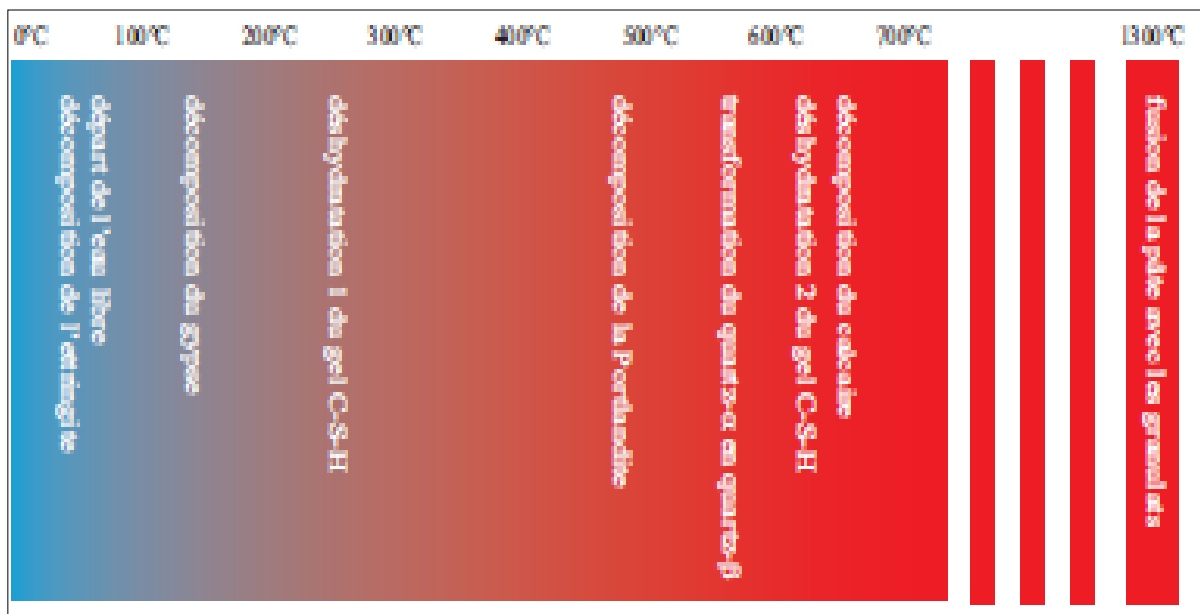 0°C 100°C 200°C 300°C 400°C 500°C 600°C 700°C 1300°C
décomposition de l'ettringite
départ de l'eau libre
décomposition du gypse
déshydratation 1 du gel C-S-H
décomposition de la Portlandite
transformation du quartz-α en quartz-β
déshydratation 2 du gel C-S-H
décomposition du calcaire
fusion de la pâte avec les granulats